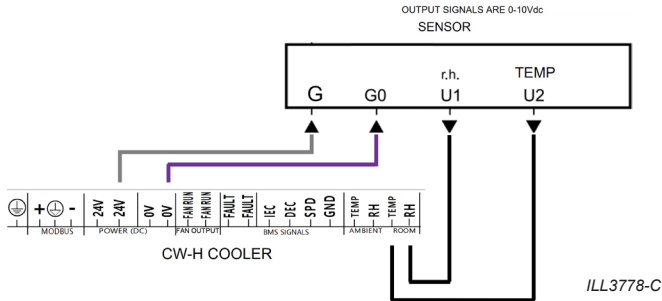 OUTPUT SIGNALS ARE 0-10Vdc
SENSOR
r.h. TEMP
G G0 U1 U2
+ - 24V 24V 0V 0V FAN RUN FAN RUN FAULT FAULT IEC DEC SPD GND TEMP RH TEMP RH
MODBUS POWER (DC) FAN OUTPUT BMS SIGNALS AMBIENT ROOM
CW-H COOLER
ILL3778-C